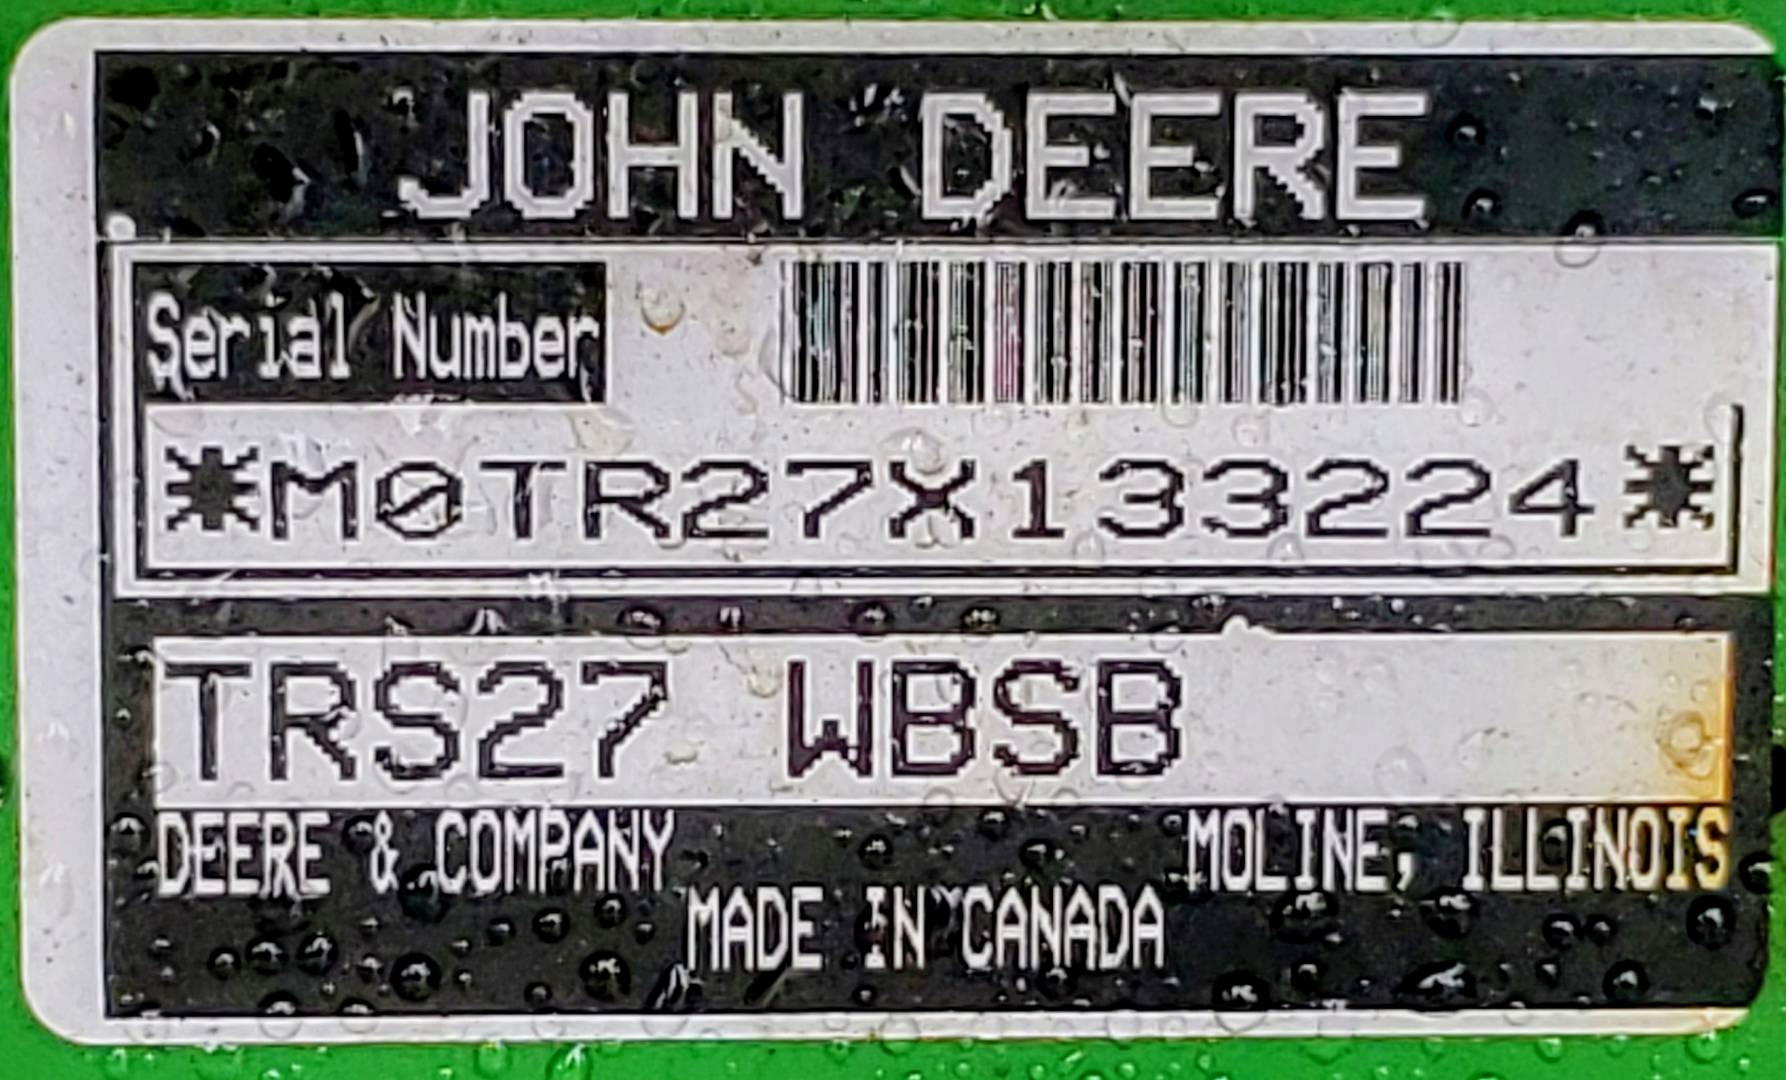 JOHN DEERE
Serial Number
*M0TR27X133224*
TRS27 WBSB
DEERE & COMPANY MOLINE, ILLINOIS
MADE IN CANADA